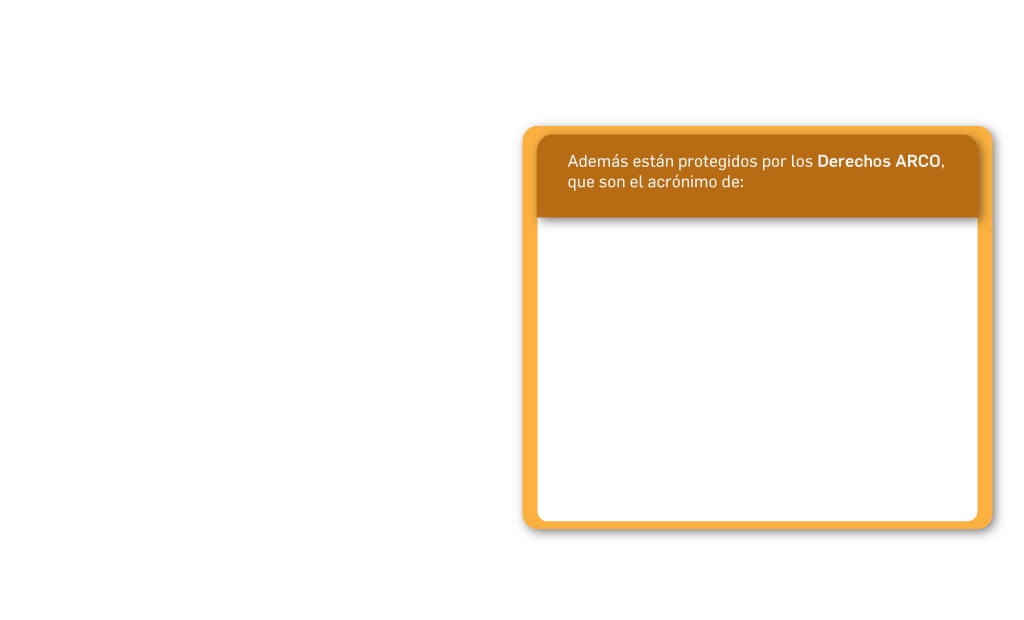 Además están protegidos por los Derechos ARCO,
que son el acrónimo de: